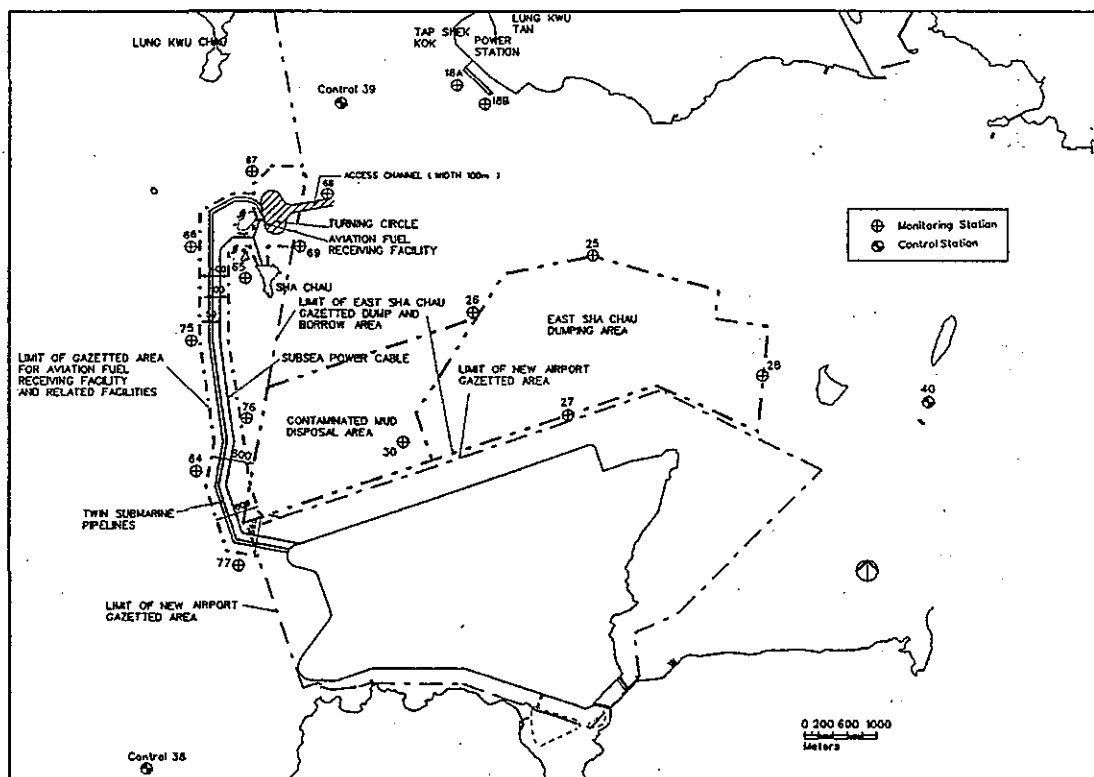 LUNG KWU CHAU
TAP SHEK
KOK
POWER
STATION
LUNG KWU
TAN
18A
18B
Control 39
67
68
ACCESS CHANNEL ( WIDTH 100m )
TURNING CIRCLE
AVIATION FUEL
RECEIVING FACILITY
66
69
65
SHA CHAU
Monitoring Station
Control Station
25
26
LIMIT OF EAST SHA CHAU
GAZETTED DUMP AND
BORROW AREA
EAST SHA CHAU
DUMPING AREA
75
LIMIT OF GAZETTED AREA
FOR AVIATION FUEL
RECEIVING FACILITY
AND RELATED FACILITIES
SUBSEA POWER CABLE
LIMIT OF NEW AIRPORT
GAZETTED AREA
28
40
76
27
CONTAMINATED MUD
DISPOSAL AREA
30
64
TWIN SUBMARINE
PIPELINES
77
LIMIT OF NEW AIRPORT
GAZETTED AREA
0 200 600 1000
Meters
Control 38